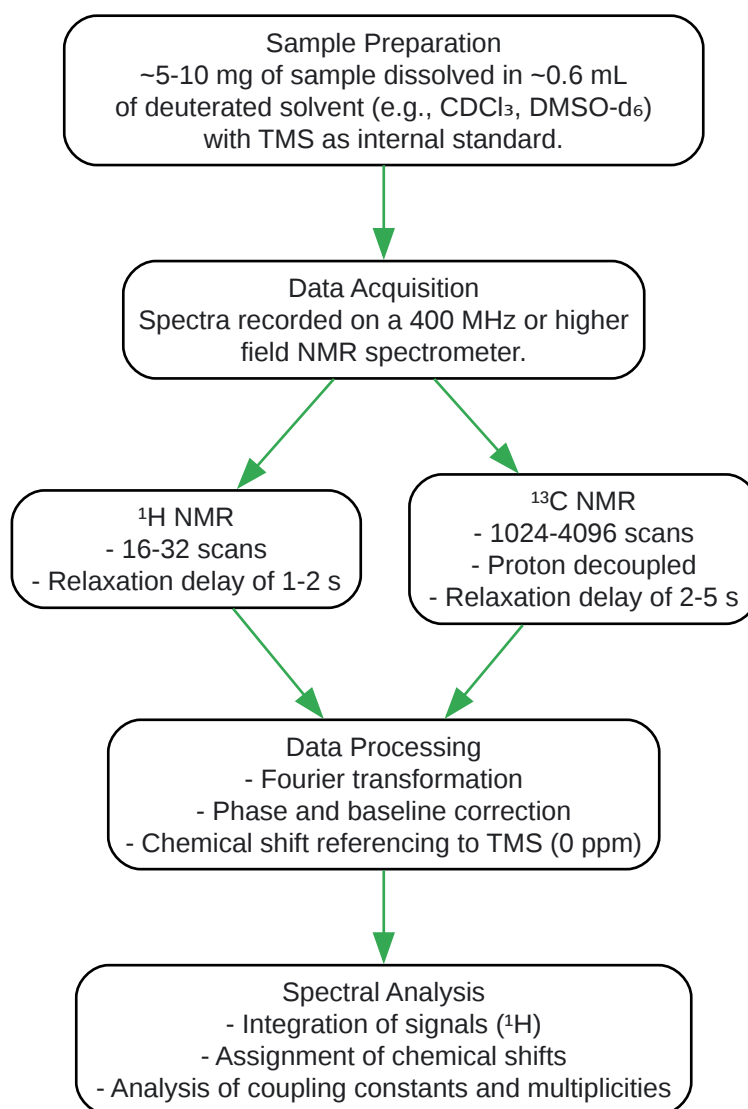 Sample Preparation
~5-10 mg of sample dissolved in ~0.6 mL
of deuterated solvent (e.g., CDCl₃, DMSO-d₆)
with TMS as internal standard.
Data Acquisition
Spectra recorded on a 400 MHz or higher
field NMR spectrometer.
¹H NMR
- 16-32 scans
- Relaxation delay of 1-2 s
¹³C NMR
- 1024-4096 scans
- Proton decoupled
- Relaxation delay of 2-5 s
Data Processing
- Fourier transformation
- Phase and baseline correction
- Chemical shift referencing to TMS (0 ppm)
Spectral Analysis
- Integration of signals (¹H)
- Assignment of chemical shifts
- Analysis of coupling constants and multiplicities